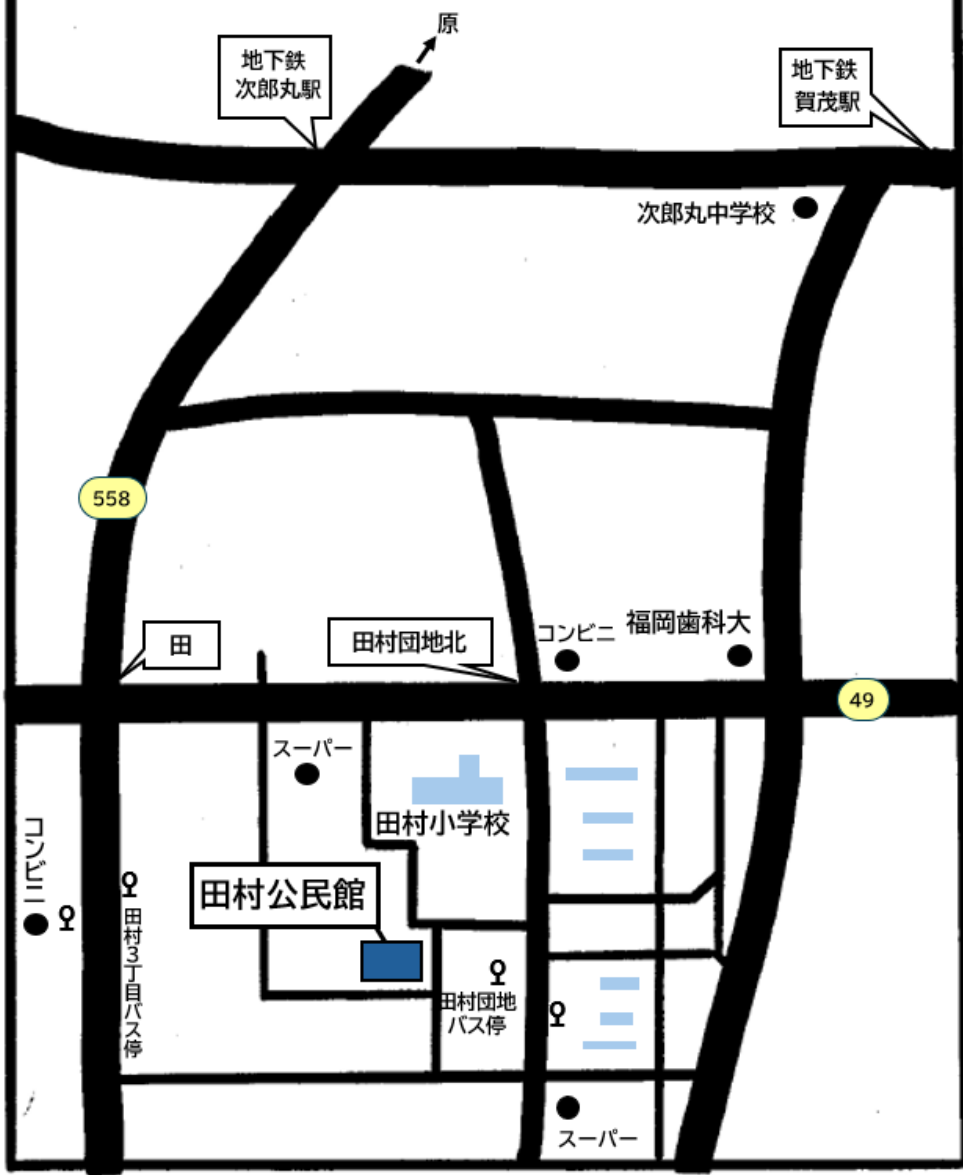 原
地下鉄
次郎丸駅
地下鉄
賀茂駅
次郎丸中学校
558
田
田村団地北
コンビニ
福岡歯科大
49
スーパー
田村小学校
コンビニ
田村公民館
田村3丁目バス停
田村団地
バス停
スーパー